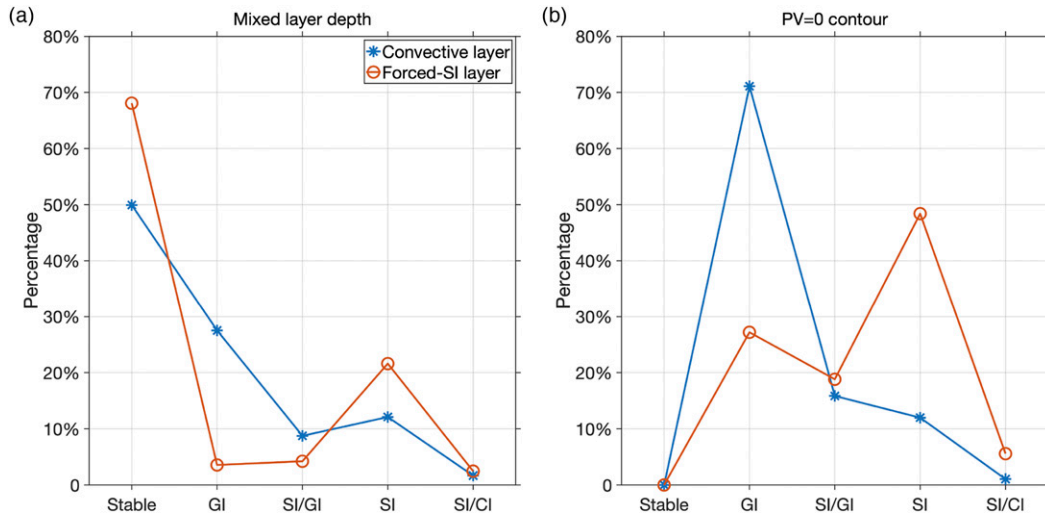 (a)
Mixed layer depth
80%
70%
60%
50%
40%
30%
20%
10%
0
Percentage
Convective layer
Forced-SI layer
Stable GI SI/GI SI SI/CI
(b)
PV=0 contour
80%
70%
60%
50%
40%
30%
20%
10%
0
Percentage
Stable GI SI/GI SI SI/CI